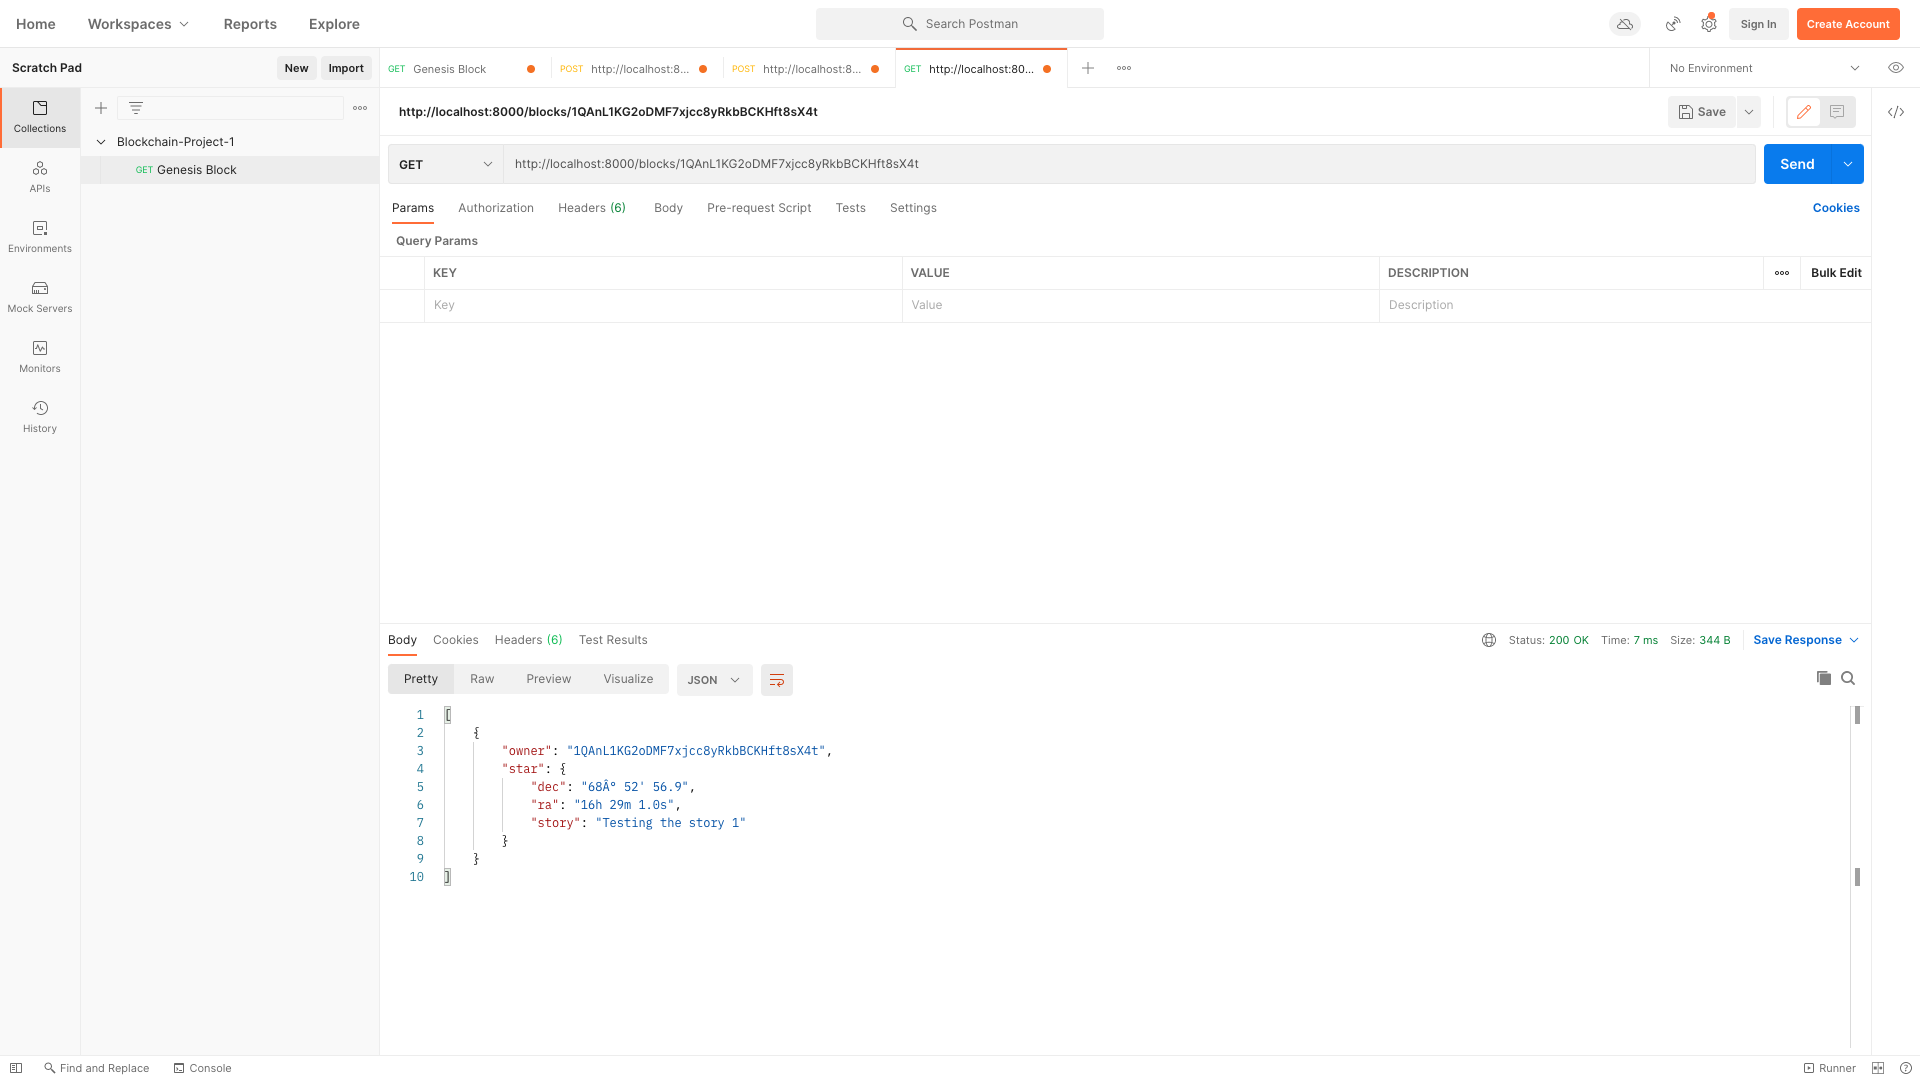 Home Workspaces Reports Explore Search Postman Sign In Create Account
Scratch Pad New Import
GET Genesis Block POST http://localhost:8... POST http://localhost:8... GET http://localhost:80... No Environment
Collections
APIs
Environments
Mock Servers
Monitors
History
Blockchain-Project-1
GET Genesis Block
http://localhost:8000/blocks/1QAnL1KG2oDMF7xjcc8yRkbBCKHft8sX4t Save
GET http://localhost:8000/blocks/1QAnL1KG2oDMF7xjcc8yRkbBCKHft8sX4t Send
Params Authorization Headers (6) Body Pre-request Script Tests Settings Cookies
Query Params
KEY VALUE DESCRIPTION Bulk Edit
Key Value Description
Body Cookies Headers (6) Test Results Status: 200 OK Time: 7 ms Size: 344 B Save Response
Pretty Raw Preview Visualize JSON
1 [
2 {
3 "owner": "1QAnL1KG2oDMF7xjcc8yRkbBCKHft8sX4t",
4 "star": {
5 "dec": "68Âº 52' 56.9",
6 "ra": "16h 29m 1.0s",
7 "story": "Testing the story 1"
8 }
9 }
10 ]
Find and Replace Console Runner